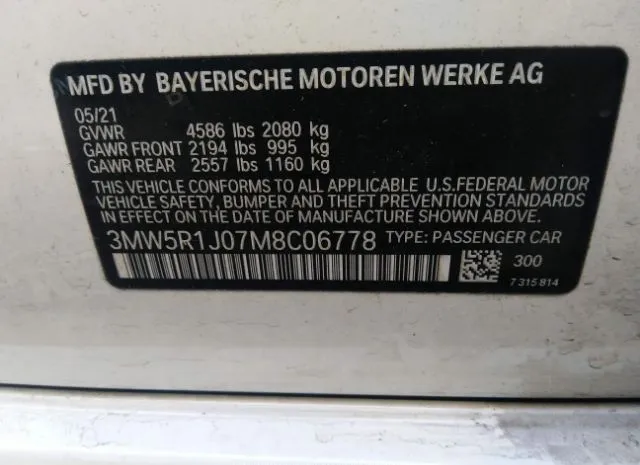 MFD BY BAYERISCHE MOTOREN WERKE AG
05/21
GVWR 4586 lbs 2080 kg
GAWR FRONT 2194 lbs 995 kg
GAWR REAR 2557 lbs 1160 kg
THIS VEHICLE CONFORMS TO ALL APPLICABLE U.S.FEDERAL MOTOR
VEHICLE SAFETY, BUMPER AND THEFT PREVENTION STANDARDS
IN EFFECT ON THE DATE OF MANUFACTURE SHOWN ABOVE.
3MW5R1J07M8C06778 TYPE: PASSENGER CAR
300
7 315 814